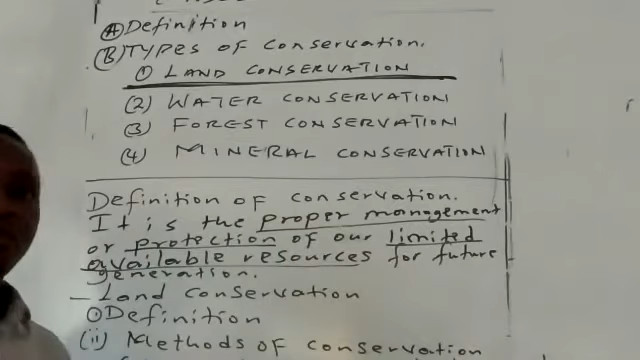 (A) Definition
(B) TYPES OF conservation.
(1) LAND CONSERVATION
(2) WATER CONSERVATION
(3) FOREST CONSERVATION
(4) MINERAL CONSERVATION
Definition of conservation.
It is the proper management
or protection of our limited
available resources for future
generation.
— Land conservation
(i) Definition
(ii) Methods of conservation